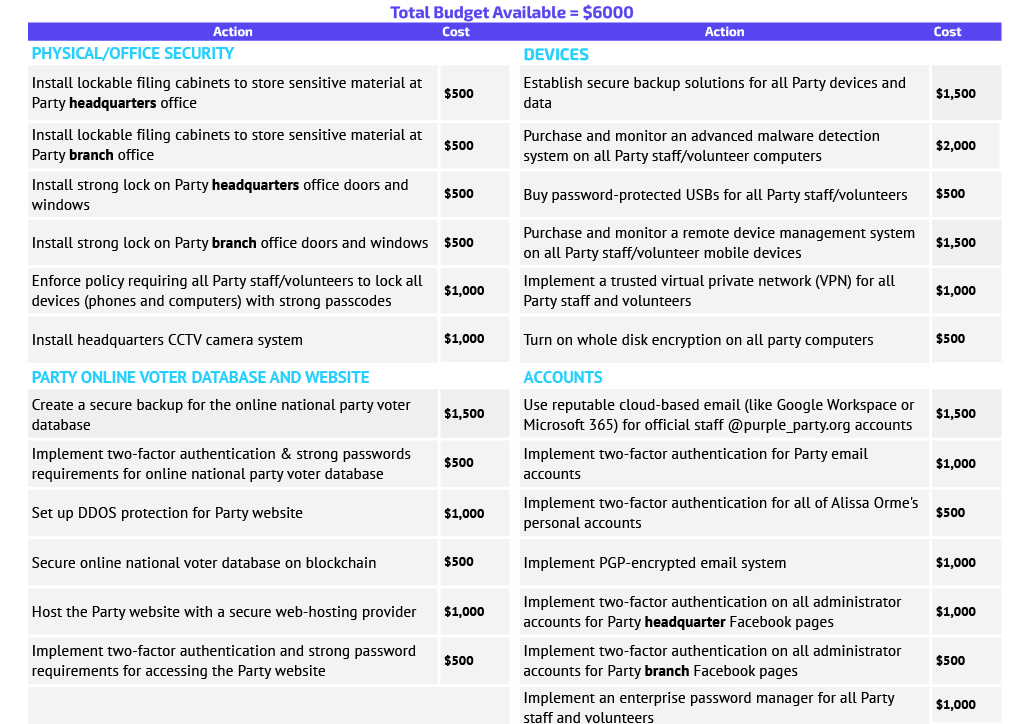 Total Budget Available = $6000
Action Cost Action Cost
PHYSICAL/OFFICE SECURITY
Install lockable filing cabinets to store sensitive material at
Party headquarters office
$500
Install lockable filing cabinets to store sensitive material at
Party branch office
$500
Install strong lock on Party headquarters office doors and
windows
$500
Install strong lock on Party branch office doors and windows
$500
Enforce policy requiring all Party staff/volunteers to lock all
devices (phones and computers) with strong passcodes
$1,000
Install headquarters CCTV camera system
$1,000
PARTY ONLINE VOTER DATABASE AND WEBSITE
Create a secure backup for the online national party voter
database
$1,500
Implement two-factor authentication & strong passwords
requirements for online national party voter database
$500
Set up DDOS protection for Party website
$1,000
Secure online national voter database on blockchain
$500
Host the Party website with a secure web-hosting provider
$1,000
Implement two-factor authentication and strong password
requirements for accessing the Party website
$500
DEVICES
Establish secure backup solutions for all Party devices and
data
$1,500
Purchase and monitor an advanced malware detection
system on all Party staff/volunteer computers
$2,000
Buy password-protected USBs for all Party staff/volunteers
$500
Purchase and monitor a remote device management system
on all Party staff/volunteer mobile devices
$1,500
Implement a trusted virtual private network (VPN) for all
Party staff and volunteers
$1,000
Turn on whole disk encryption on all party computers
$500
ACCOUNTS
Use reputable cloud-based email (like Google Workspace or
Microsoft 365) for official staff @purple_party.org accounts
$1,500
Implement two-factor authentication for Party email
accounts
$1,000
Implement two-factor authentication for all of Alissa Orme's
personal accounts
$500
Implement PGP-encrypted email system
$1,000
Implement two-factor authentication on all administrator
accounts for Party headquarter Facebook pages
$1,000
Implement two-factor authentication on all administrator
accounts for Party branch Facebook pages
$500
Implement an enterprise password manager for all Party
staff and volunteers
$1,000